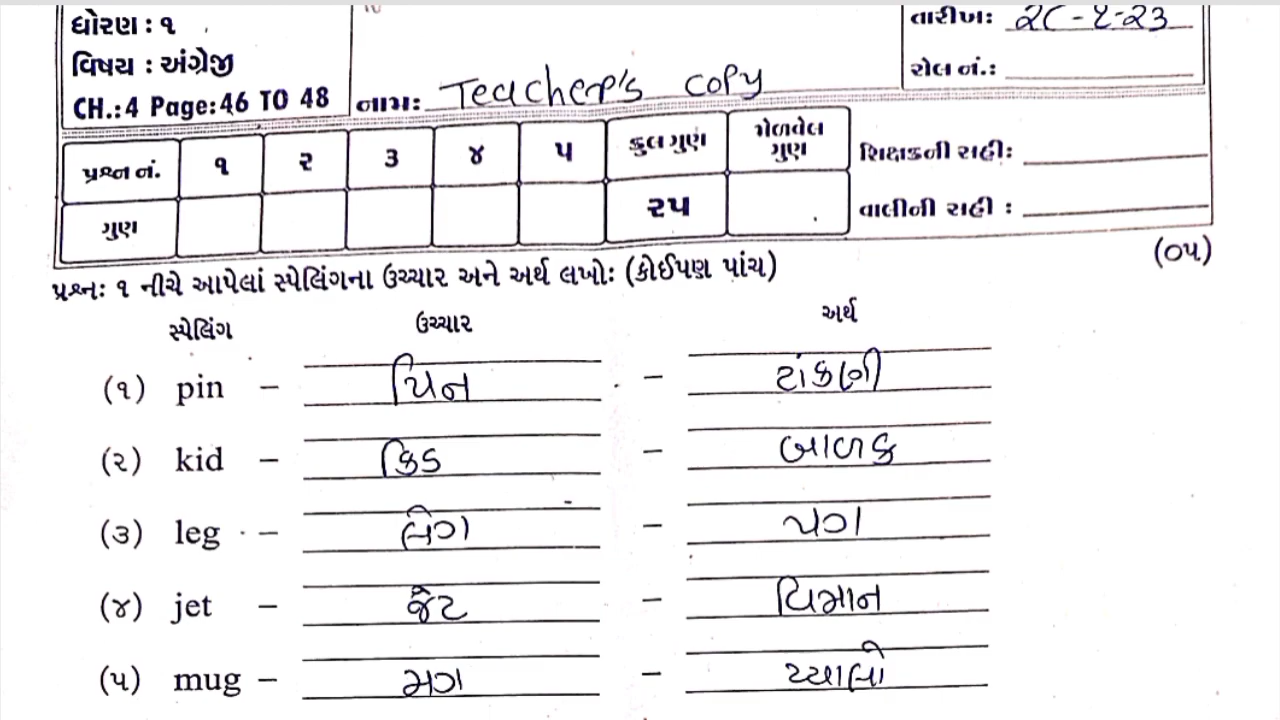 ધોરણ : ૧
વિષય : અંગ્રેજી
CH.:4 Page:46 TO 48
નામ: Teacher's copy
તારીખ: ૨૮-૪-૨૩
રોલ નં.:
પ્રશ્ન નં. ૧ ૨ ૩ ૪ ૫ કુલ ગુણ મેળવેલ ગુણ
ગુણ ૨૫
શિક્ષકની સહી:
વાલીની સહી :
પ્રશ્ન: ૧ નીચે આપેલાં સ્પેલિંગના ઉચ્ચાર અને અર્થ લખો: (કોઈપણ પાંચ) (૦૫)
સ્પેલિંગ ઉચ્ચાર અર્થ
(૧) pin – પિન – ટાંકણી
(૨) kid – કિડ – બાળક
(૩) leg – લેગ – પગ
(૪) jet – જેટ – વિમાન
(૫) mug – મગ – પ્યાલો